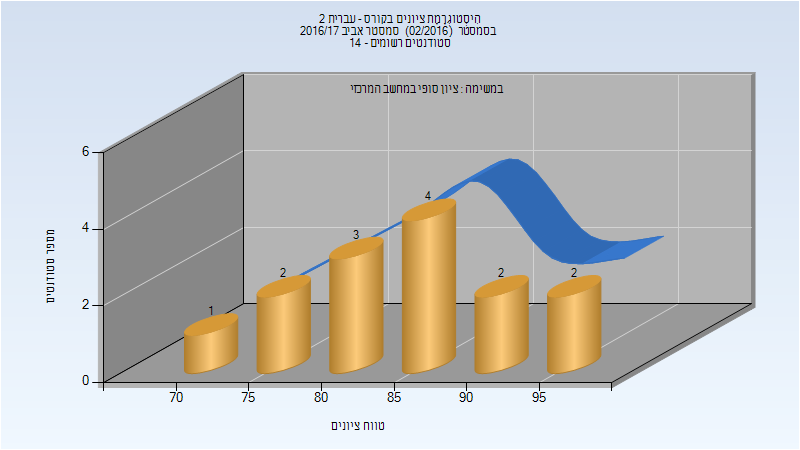 היסטוגרמת ציונים בקורס - עברית 2
בסמסטר (02/2016) סמסטר אביב 2016/17
סטודנטים רשומים - 14
במשימה : ציון סופי במחשב המרכזי
מספר סטודנטים
6
4
2
0
1
2
3
4
2
2
70
75
80
85
90
95
טווח ציונים